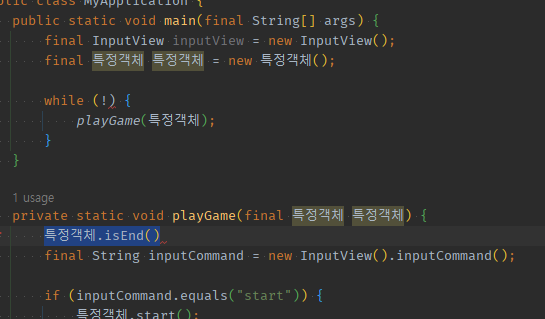 public class MyApplication {
public static void main(final String[] args) {
final InputView inputView = new InputView();
final 특정객체 특정객체 = new 특정객체();
while (!) {
playGame(특정객체);
}
}
1 usage
private static void playGame(final 특정객체 특정객체) {
특정객체.isEnd()
final String inputCommand = new InputView().inputCommand();
if (inputCommand.equals("start")) {
특정객체.start();